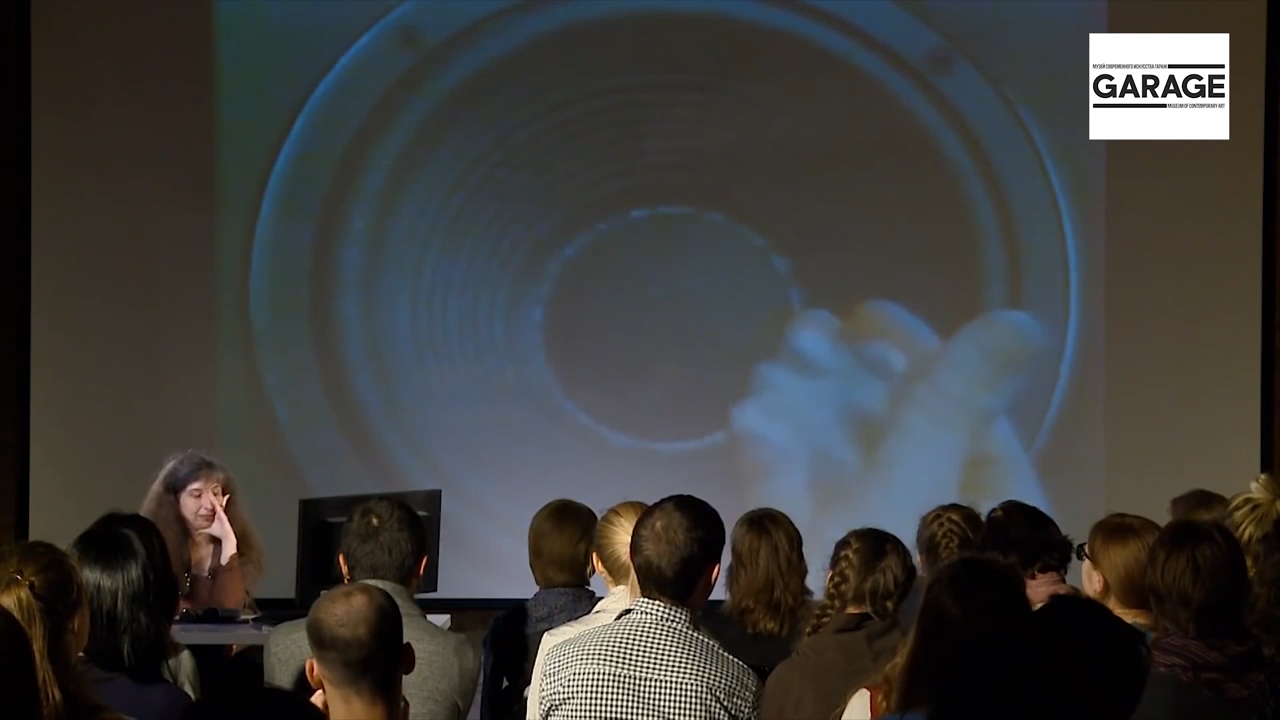 МУЗЕЙ СОВРЕМЕННОГО ИСКУССТВА ГАРАЖ
GARAGE
MUSEUM OF CONTEMPORARY ART